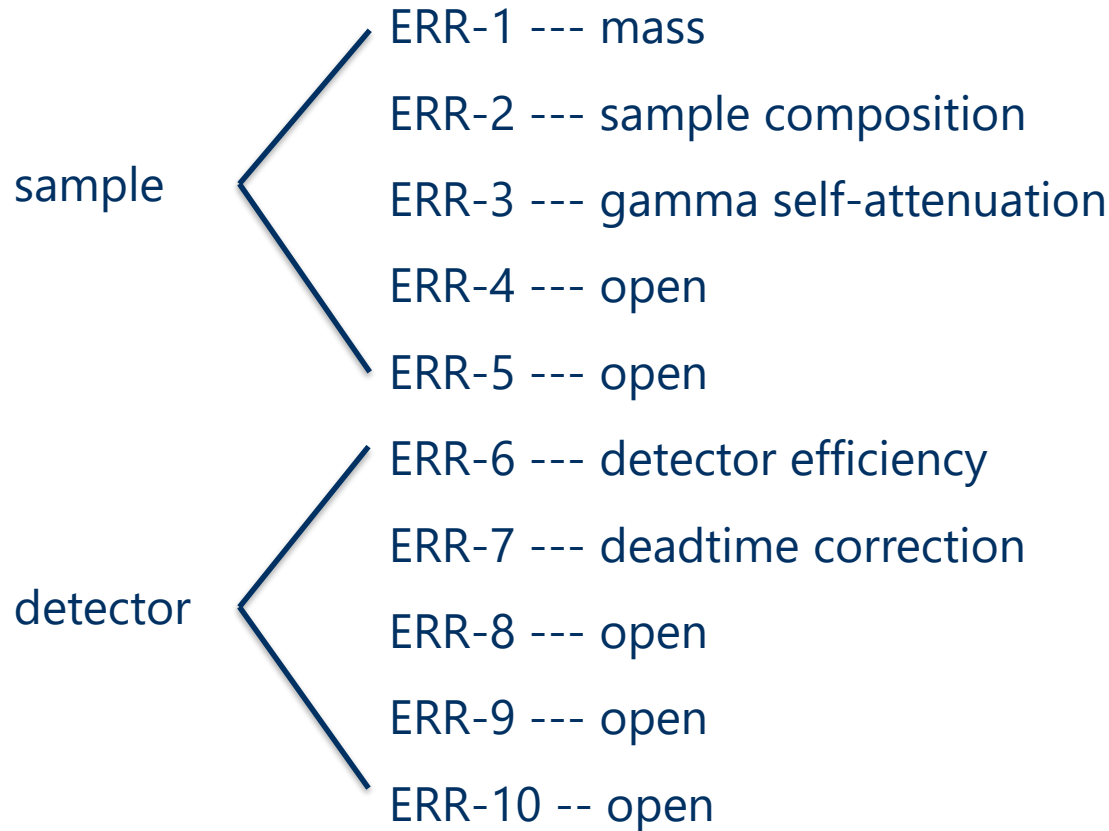 ERR-1 --- mass
ERR-2 --- sample composition
sample
ERR-3 --- gamma self-attenuation
ERR-4 --- open
ERR-5 --- open
ERR-6 --- detector efficiency
ERR-7 --- deadtime correction
detector
ERR-8 --- open
ERR-9 --- open
ERR-10 -- open